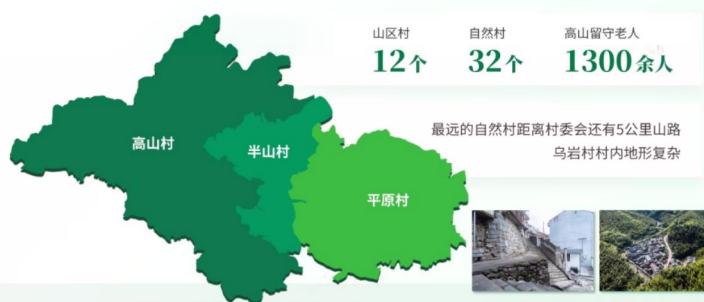 山区村
12个
自然村
32个
高山留守老人
1300余人
最远的自然村距离村委会还有5公里山路
乌岩村村内地形复杂
高山村
半山村
平原村